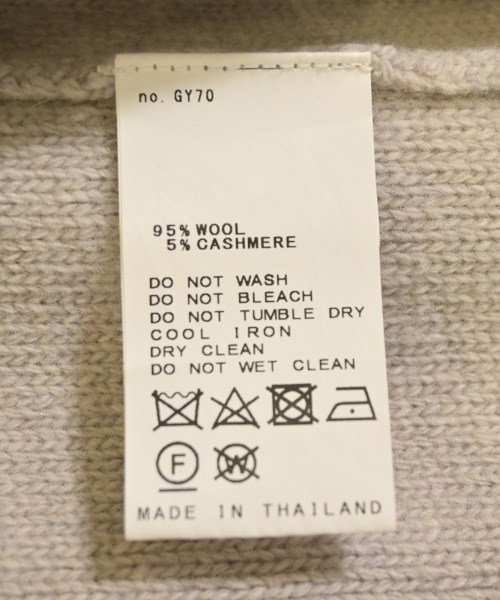 no. GY70
95% WOOL
5% CASHMERE
DO NOT WASH
DO NOT BLEACH
DO NOT TUMBLE DRY
COOL IRON
DRY CLEAN
DO NOT WET CLEAN
F W
MADE IN THAILAND